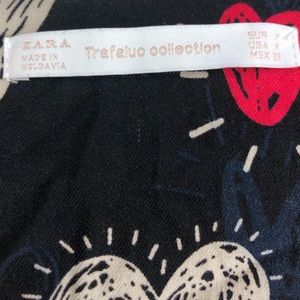 ZARA
MADE IN
MOLDAVIA
Trafaluc collection
EUR
USA
MEX